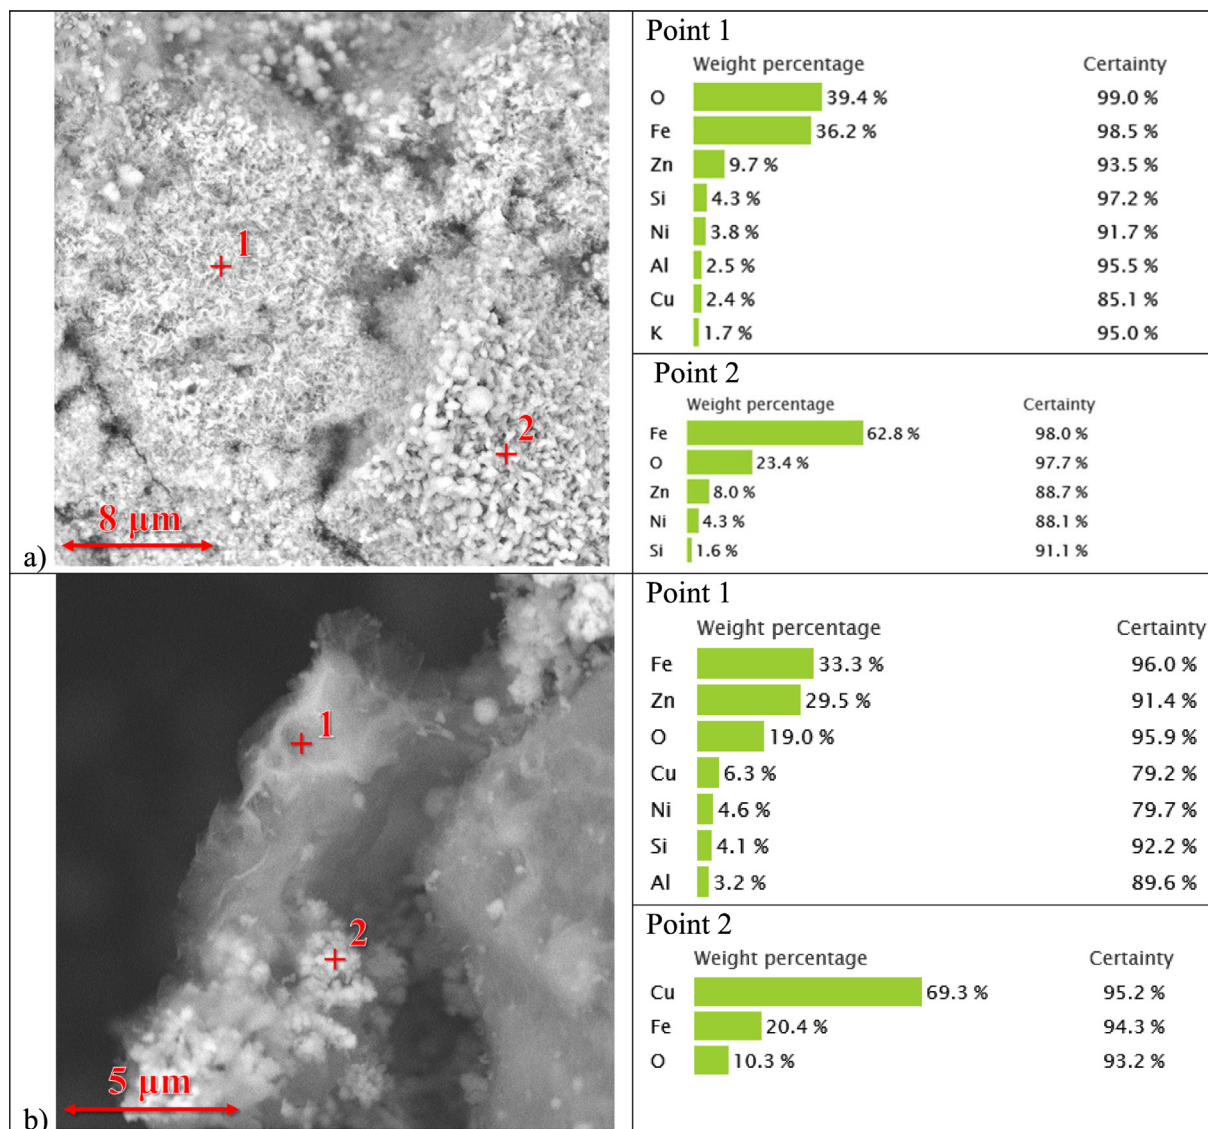 Point 1
Weight percentage Certainty
O 39.4 % 99.0 %
Fe 36.2 % 98.5 %
Zn 9.7 % 93.5 %
Si 4.3 % 97.2 %
Ni 3.8 % 91.7 %
Al 2.5 % 95.5 %
Cu 2.4 % 85.1 %
K 1.7 % 95.0 %
1
2
8 µm
a)
Point 2
Weight percentage Certainty
Fe 62.8 % 98.0 %
O 23.4 % 97.7 %
Zn 8.0 % 88.7 %
Ni 4.3 % 88.1 %
Si 1.6 % 91.1 %
Point 1
Weight percentage Certainty
Fe 33.3 % 96.0 %
Zn 29.5 % 91.4 %
O 19.0 % 95.9 %
Cu 6.3 % 79.2 %
Ni 4.6 % 79.7 %
Si 4.1 % 92.2 %
Al 3.2 % 89.6 %
1
2
5 µm
b)
Point 2
Weight percentage Certainty
Cu 69.3 % 95.2 %
Fe 20.4 % 94.3 %
O 10.3 % 93.2 %